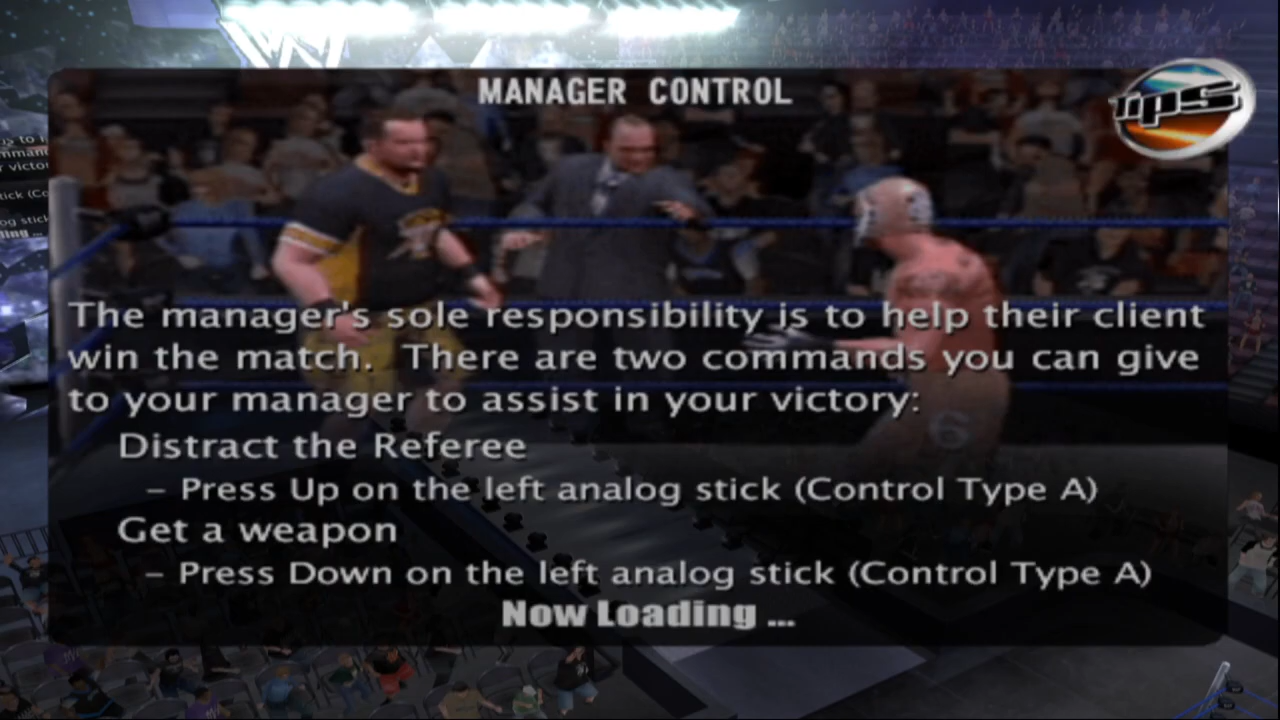 MANAGER CONTROL
TIPS
The manager's sole responsibility is to help their client
win the match. There are two commands you can give
to your manager to assist in your victory:
Distract the Referee
– Press Up on the left analog stick (Control Type A)
Get a weapon
– Press Down on the left analog stick (Control Type A)
Now Loading ...